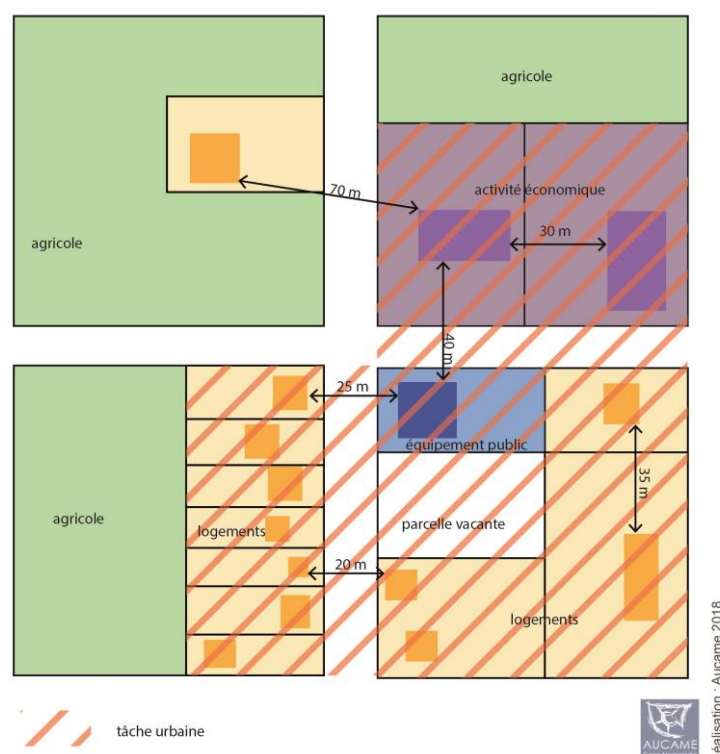 agricole
agricole
70 m
activité économique
30 m
40 m
agricole
25 m
équipement public
35 m
logements
parcelle vacante
20 m
logements
tâche urbaine
AUCAME
éalisation : Aucame 2018